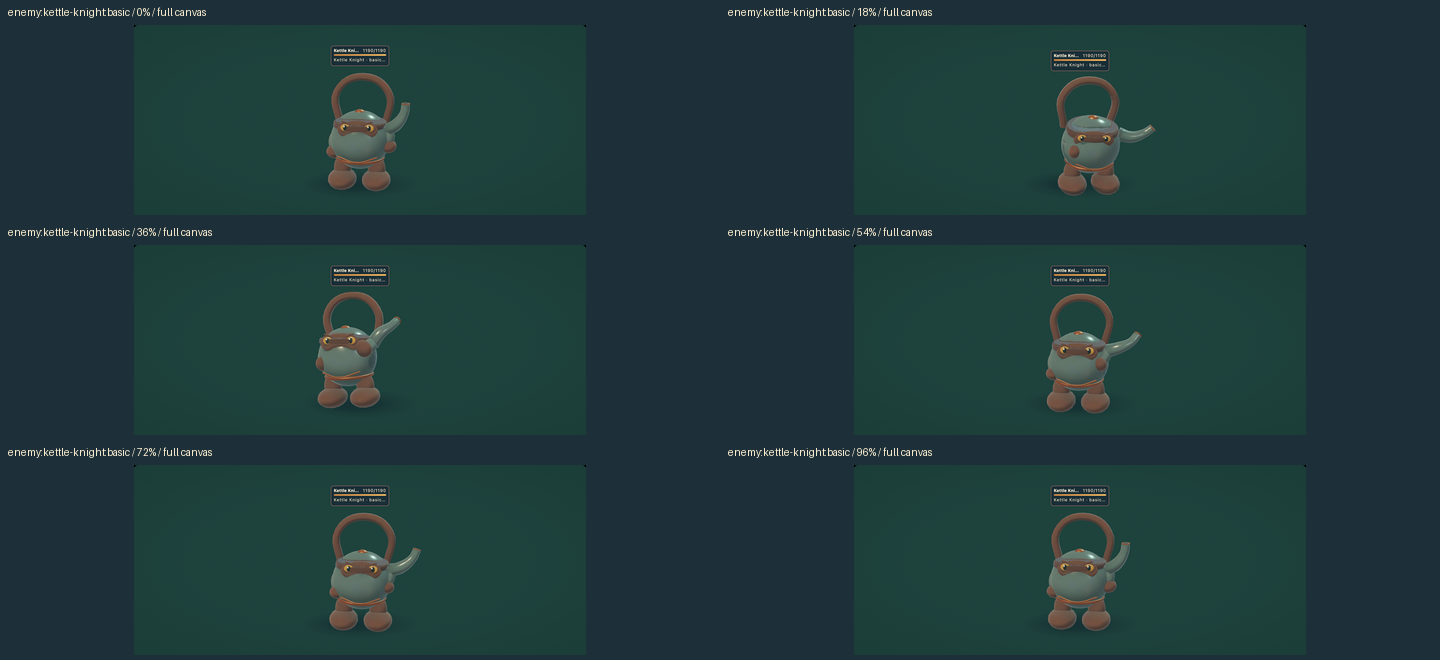 enemy:kettle-knight:basic / 0% / full canvas
Kettle Kni... 1190/1190
Kettle Knight · basic...
enemy:kettle-knight:basic / 18% / full canvas
Kettle Kni... 1190/1190
Kettle Knight · basic...
enemy:kettle-knight:basic / 36% / full canvas
Kettle Kni... 1190/1190
Kettle Knight · basic...
enemy:kettle-knight:basic / 54% / full canvas
Kettle Kni... 1190/1190
Kettle Knight · basic...
enemy:kettle-knight:basic / 72% / full canvas
Kettle Kni... 1190/1190
Kettle Knight · basic...
enemy:kettle-knight:basic / 96% / full canvas
Kettle Kni... 1190/1190
Kettle Knight · basic...